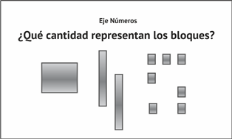 Eje Números
¿Qué cantidad representan los bloques?